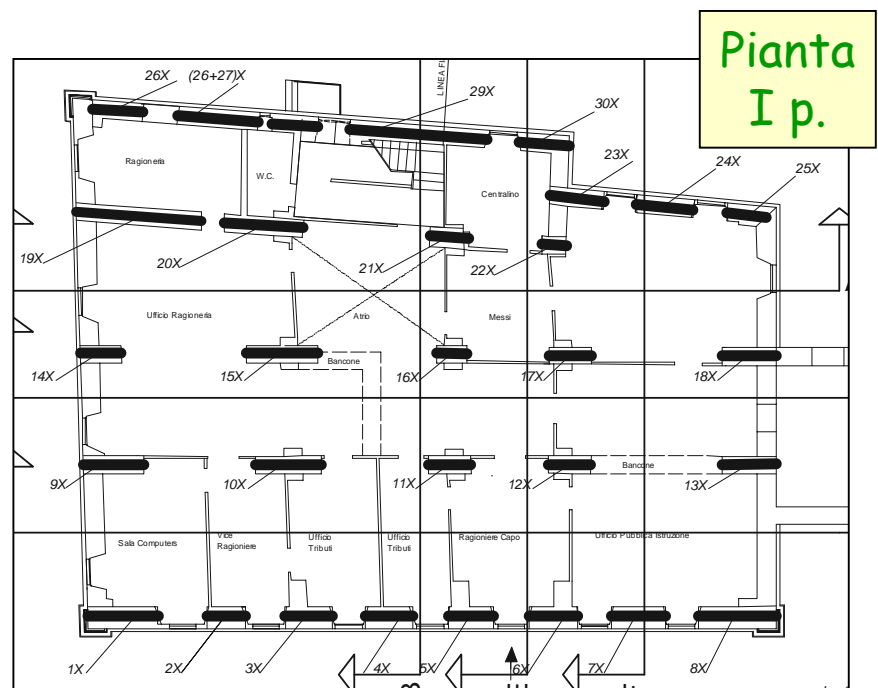 Pianta
I p.
26X (26+27)X
29X
30X
LINEA FI
Ragioneria
W.C.
23X
24X
25X
Centralino
19X
20X
21X
22X
Ufficio Ragioneria
Atrio
Messi
Bancone
14X
15X
16X
17X
18X
Bancone
9X
10X
11X
12X
13X
Sala Computers
Vice
Ragioniere
Ufficio
Tributi
Ufficio
Tributi
Ragioniere Capo
Ufficio Pubblica Istruzione
1X
2X
3X
4X
5X
6X
7X
8X